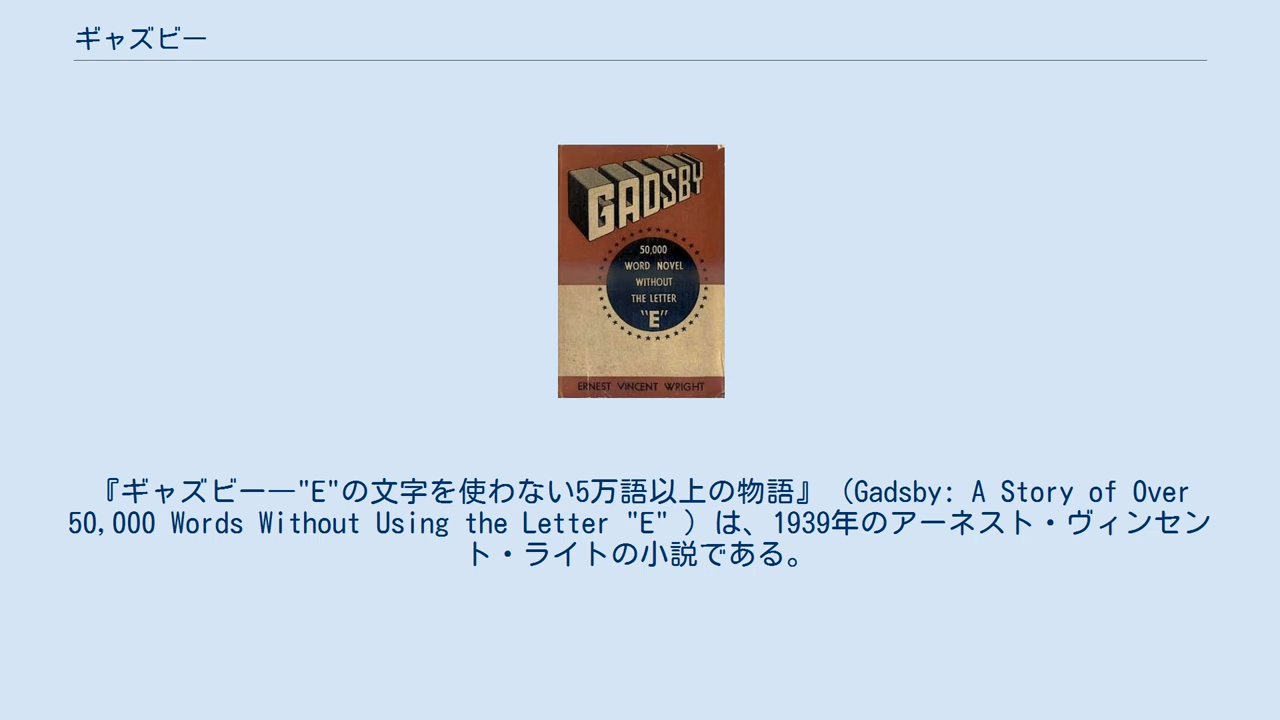 ギャズビー
GADSBY
50,000
WORD NOVEL
WITHOUT
THE LETTER
"E"
ERNEST VINCENT WRIGHT
『ギャズビー―"E"の文字を使わない5万語以上の物語』（Gadsby: A Story of Over
50,000 Words Without Using the Letter "E" ）は、1939年のアーネスト・ヴィンセン
ト・ライトの小説である。